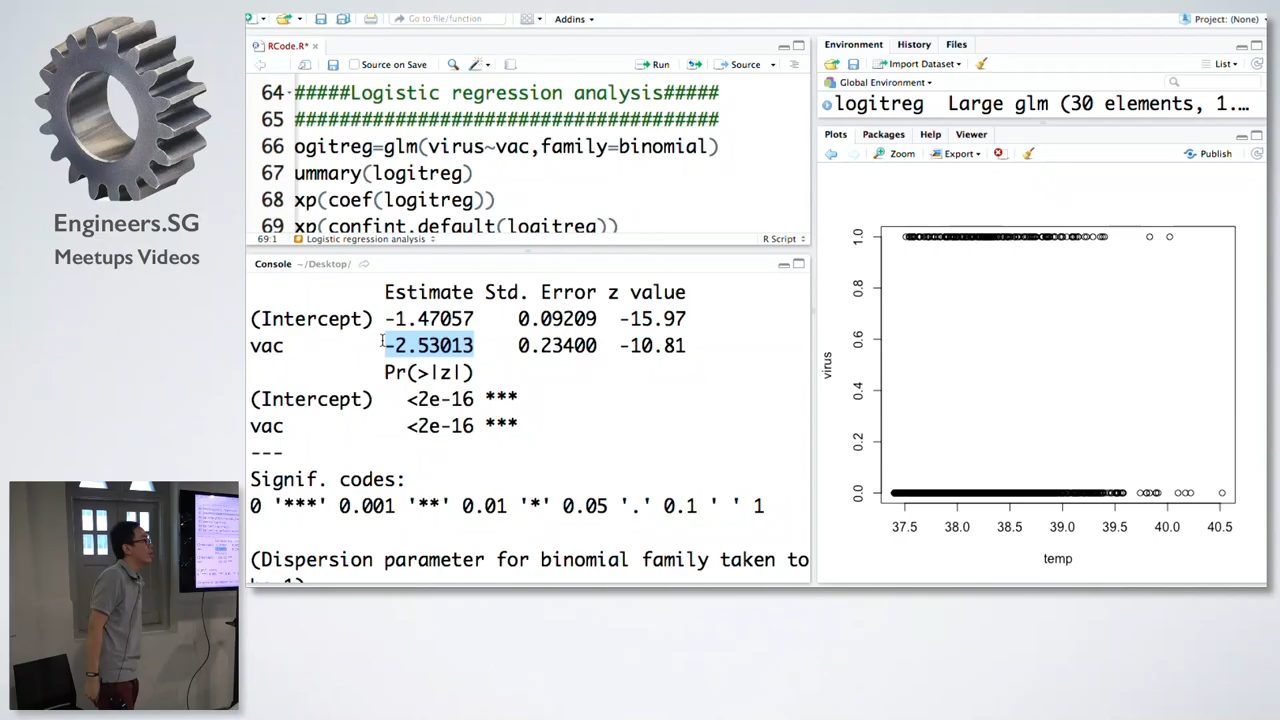 Engineers.SG
Meetups Videos
Go to file/function
Addins
Project: (None)
RCode.R*
Source on Save
Run
Source
64 #####Logistic regression analysis#####
65 ######################################
66 ogitreg=glm(virus~vac,family=binomial)
67 ummary(logitreg)
68 xp(coef(logitreg))
69 xp(confint.default(logitreg))
69:1
Logistic regression analysis
R Script
Console ~/Desktop/
Estimate Std. Error z value
(Intercept) -1.47057 0.09209 -15.97
vac -2.53013 0.23400 -10.81
Pr(>|z|)
(Intercept) <2e-16 ***
vac <2e-16 ***
---
Signif. codes:
0 '***' 0.001 '**' 0.01 '*' 0.05 '.' 0.1 ' ' 1
(Dispersion parameter for binomial family taken to
be 1)
Environment History Files
Import Dataset
List
Global Environment
logitreg Large glm (30 elements, 1.…
Plots Packages Help Viewer
Zoom Export Publish
virus
1.0
0.8
0.6
0.4
0.2
0.0
37.5 38.0 38.5 39.0 39.5 40.0 40.5
temp